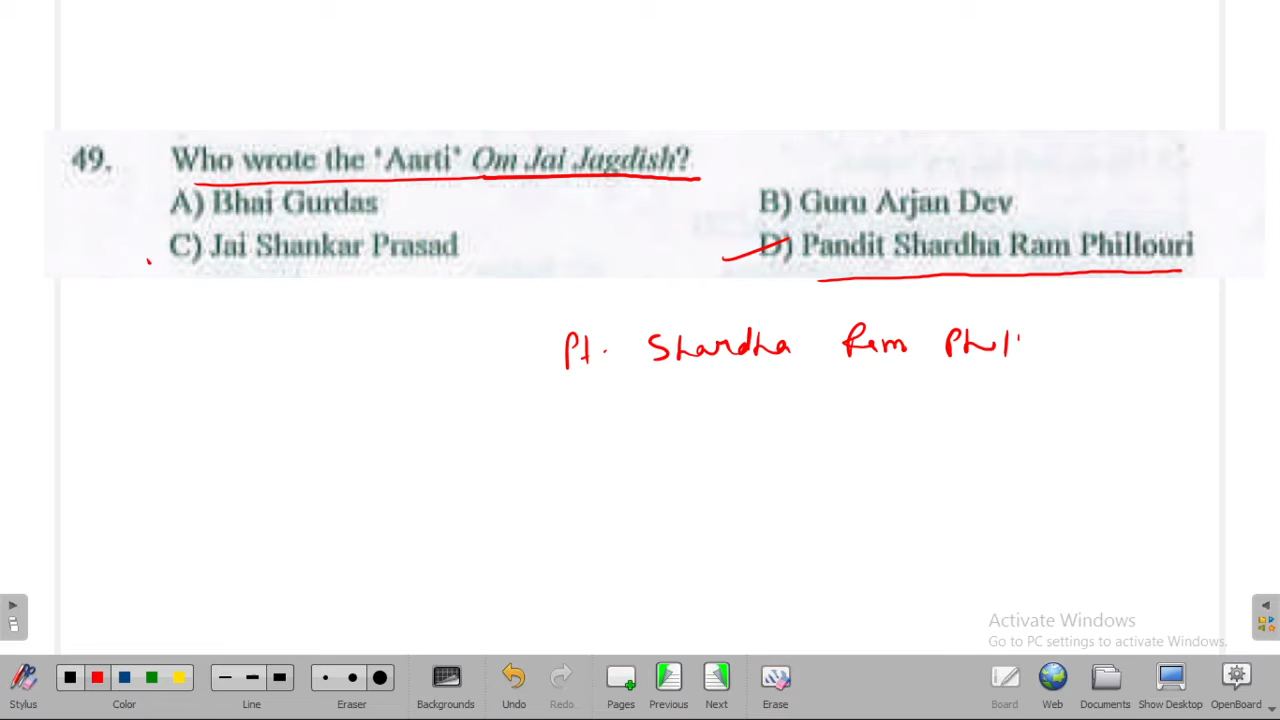 49. Who wrote the 'Aarti' Om Jai Jagdish?
A) Bhai Gurdas B) Guru Arjan Dev
C) Jai Shankar Prasad D) Pandit Shardha Ram Phillouri
Pt. Shardha Ram Phil
Activate Windows
Go to PC settings to activate Windows.
Stylus Color Line Eraser Backgrounds Undo Redo Pages Previous Next Erase Board Web Documents Show Desktop OpenBoard